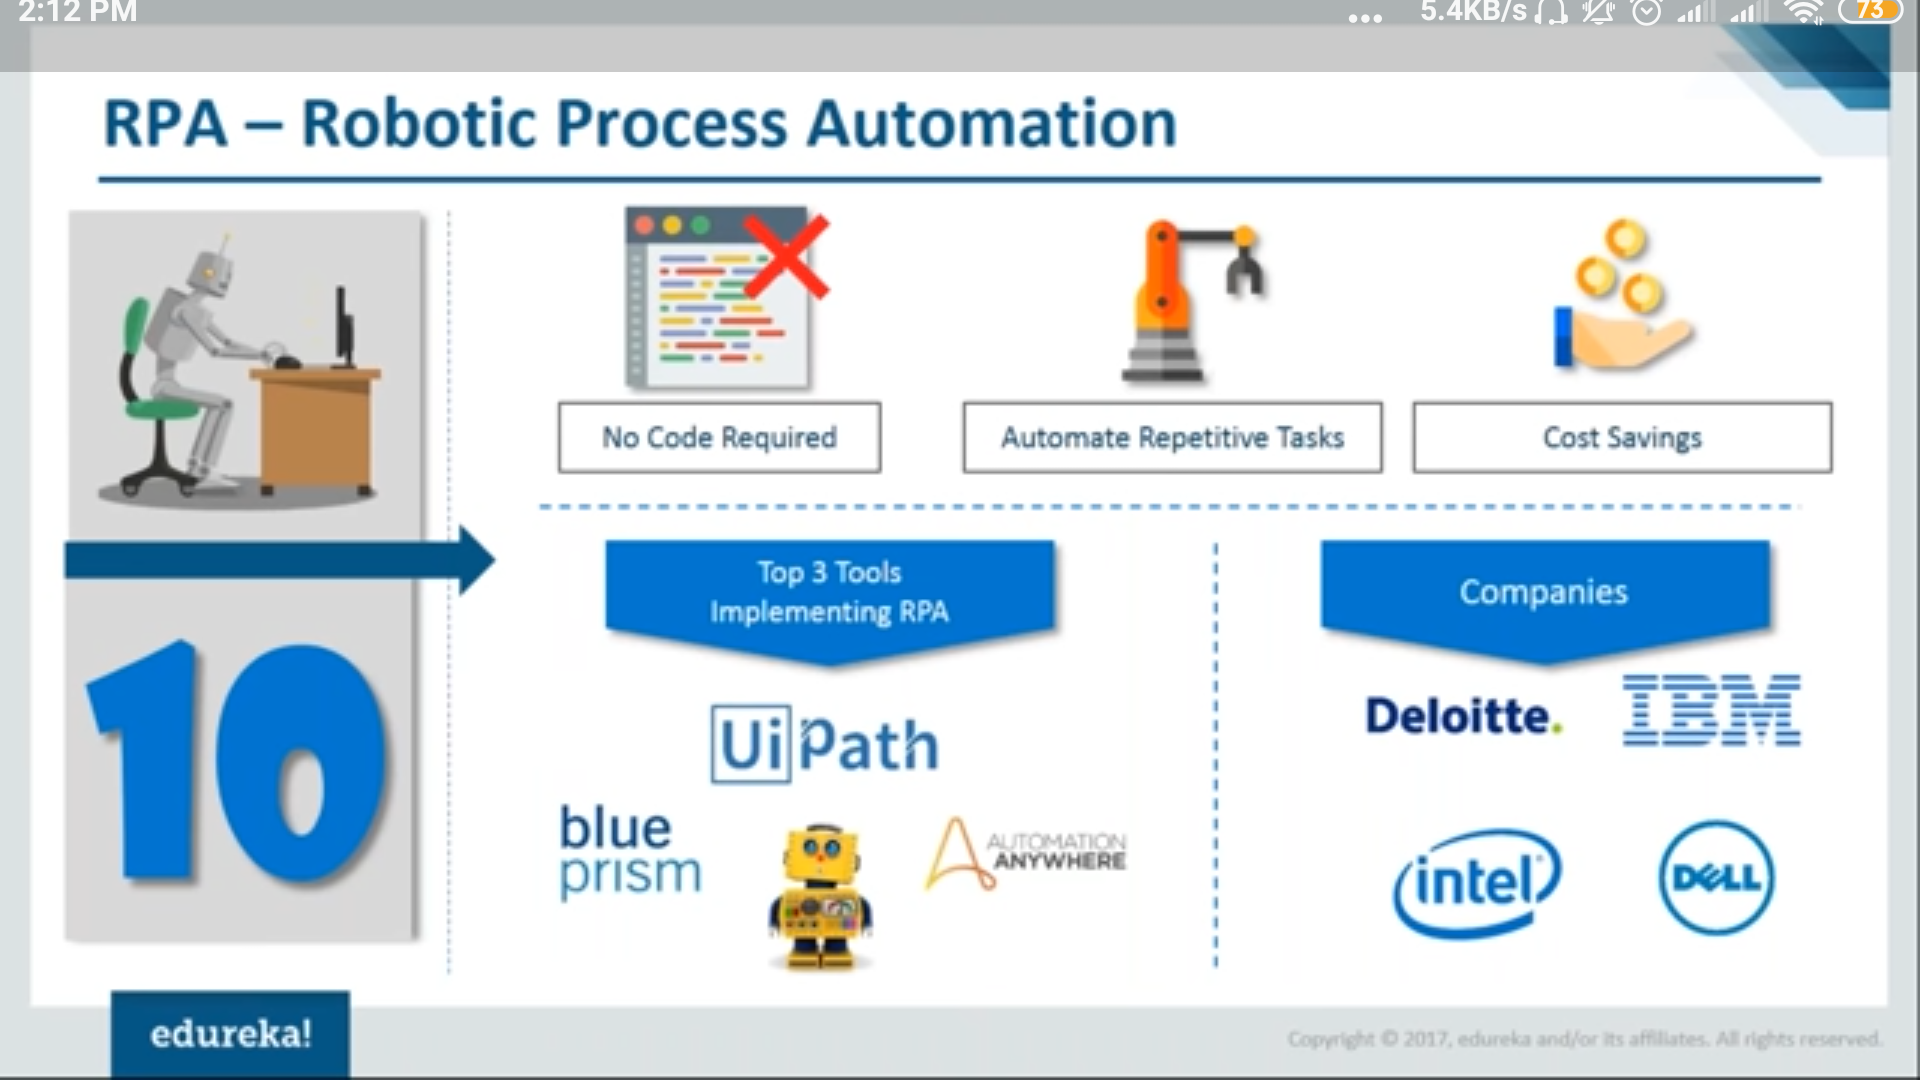 2:12 PM
... 5.4KB/s 73
RPA – Robotic Process Automation
No Code Required
Automate Repetitive Tasks
Cost Savings
10
Top 3 Tools
Implementing RPA
UiPath
blue
prism
AUTOMATION
ANYWHERE
Companies
Deloitte.
IBM
intel
DELL
edureka!
Copyright © 2017, edureka and/or its affiliates. All rights reserved.